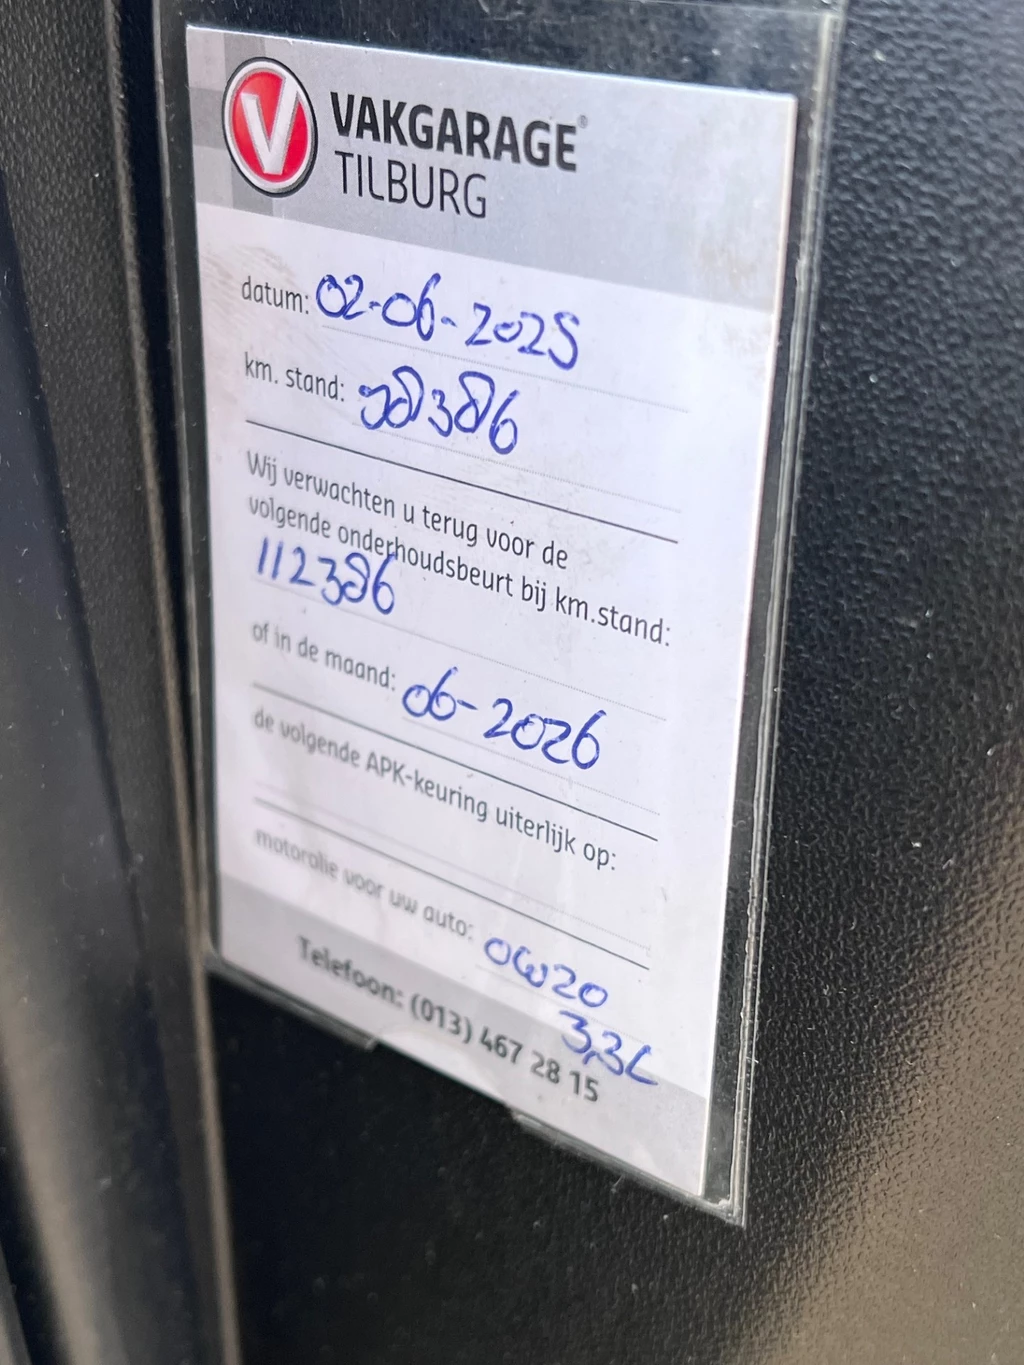 V
VAKGARAGE®
TILBURG
datum: 02-06-2025
km. stand: 98386
Wij verwachten u terug voor de
volgende onderhoudsbeurt bij km.stand:
112386
of in de maand: 06-2026
de volgende APK-keuring uiterlijk op:
motorolie voor uw auto: 0W20
3,3L
Telefoon: (013) 467 28 15